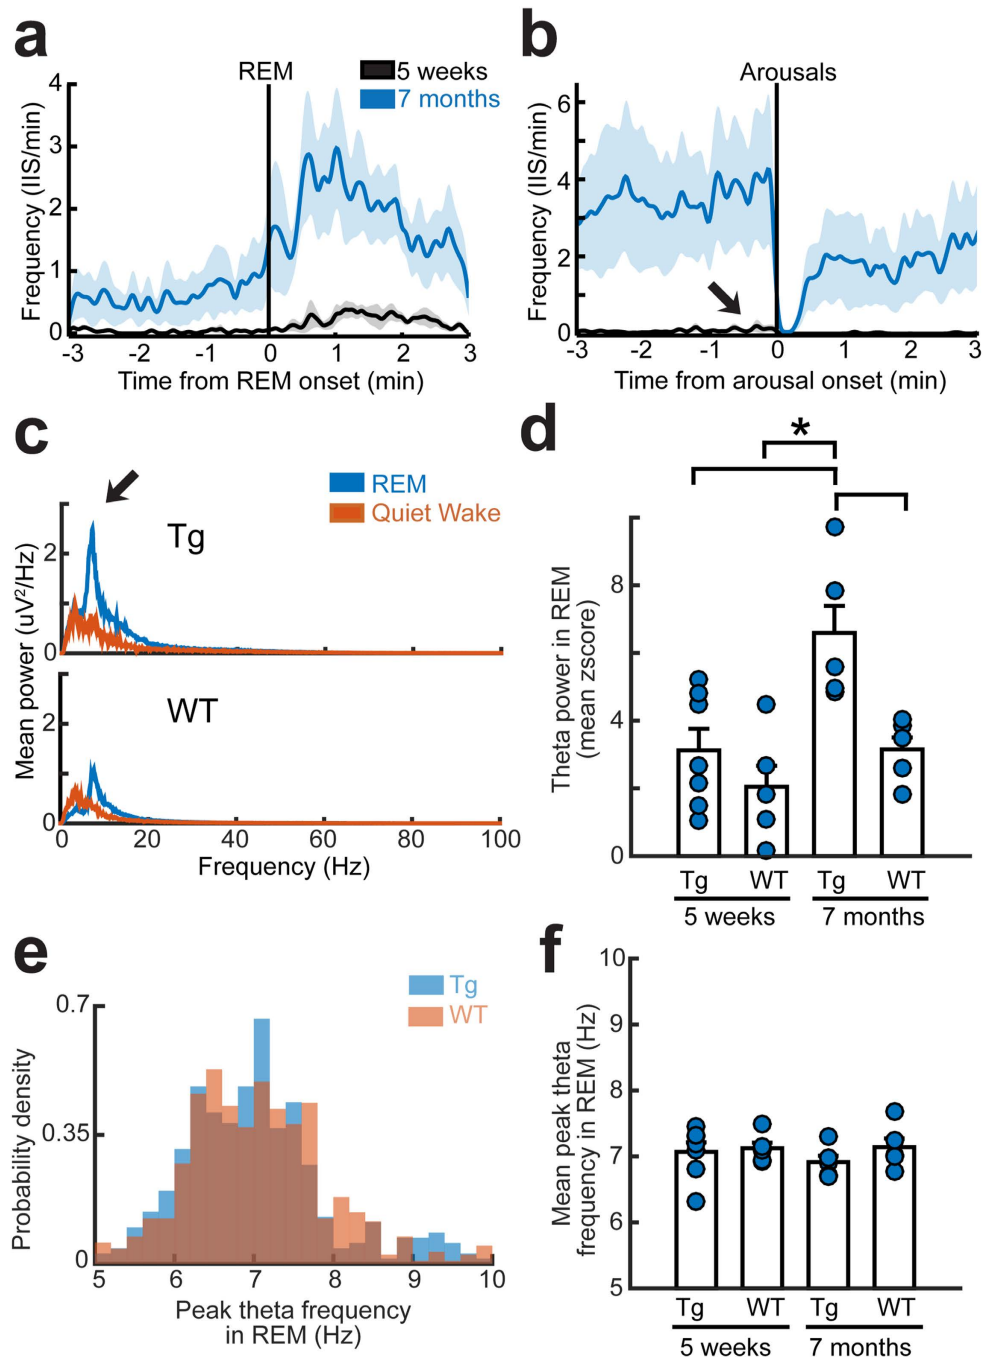 a
REM
5 weeks
7 months
Frequency (IIS/min)
4
3
2
1
0
-3 -2 -1 0 1 2 3
Time from REM onset (min)
b
Arousals
Frequency (IIS/min)
6
4
2
0
-3 -2 -1 0 1 2 3
Time from arousal onset (min)
c
REM
Quiet Wake
Tg
2
0
WT
2
0
Mean power (uV²/Hz)
0 20 40 60 80 100
Frequency (Hz)
d
*
Theta power in REM
(mean zscore)
8
4
0
Tg WT Tg WT
5 weeks 7 months
e
Tg
WT
Probability density
0.7
0.35
0
5 6 7 8 9 10
Peak theta frequency
in REM (Hz)
f
Mean peak theta
frequency in REM (Hz)
10
9
8
7
6
5
Tg WT Tg WT
5 weeks 7 months